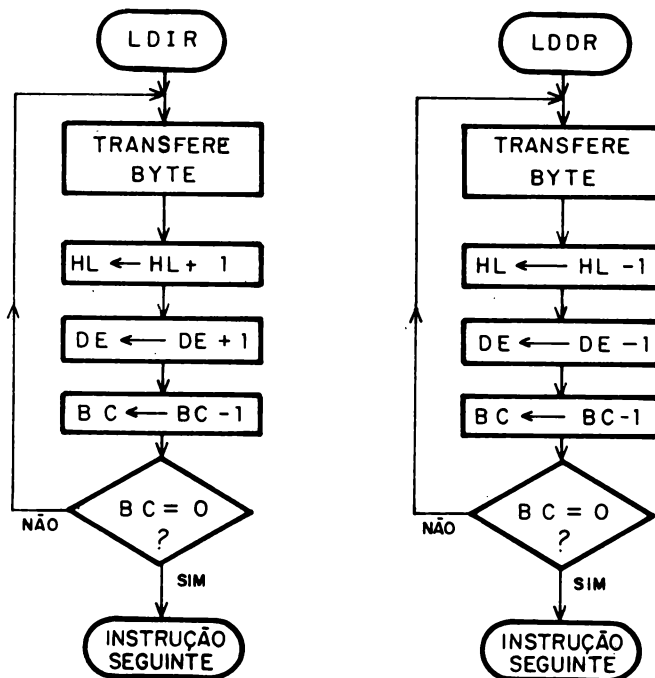 LDIR
TRANSFERE
BYTE
HL ← HL + 1
DE ← DE + 1
BC ← BC - 1
BC = 0
?
NÃO
SIM
INSTRUÇÃO
SEGUINTE
LDDR
TRANSFERE
BYTE
HL ← HL - 1
DE ← DE - 1
BC ← BC - 1
BC = 0
?
NÃO
SIM
INSTRUÇÃO
SEGUINTE